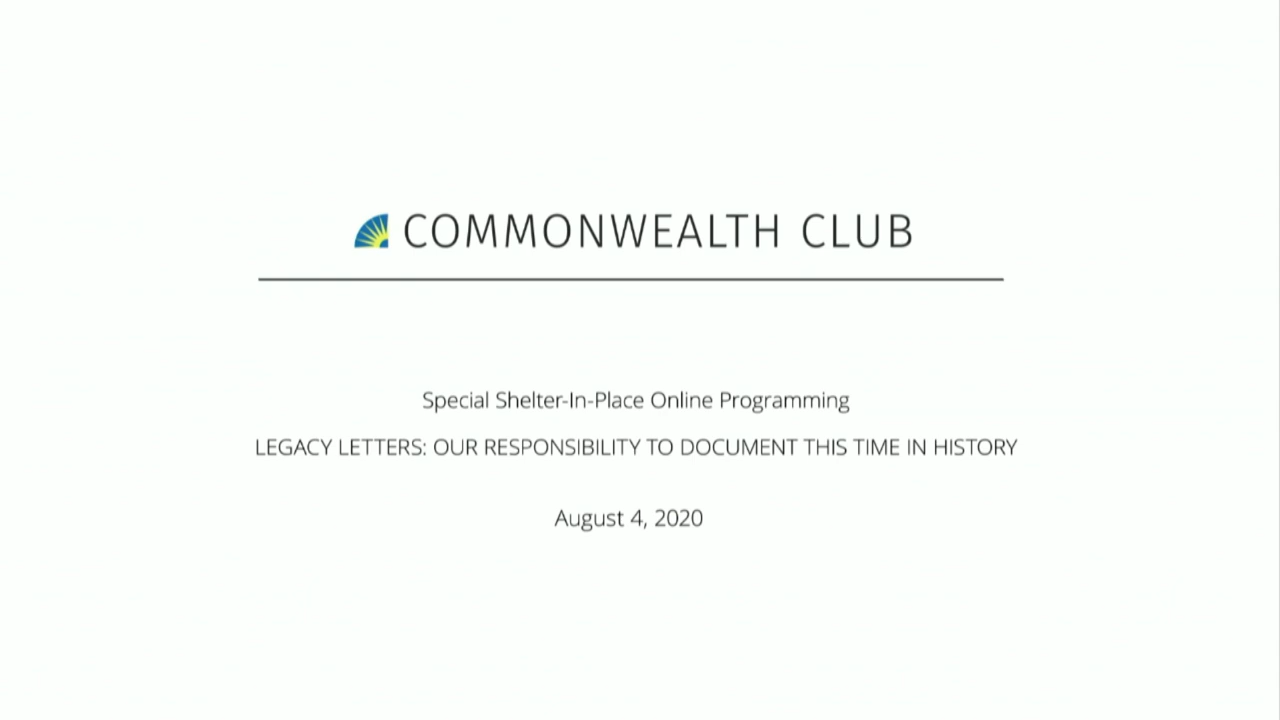 COMMONWEALTH CLUB
Special Shelter-In-Place Online Programming
LEGACY LETTERS: OUR RESPONSIBILITY TO DOCUMENT THIS TIME IN HISTORY
August 4, 2020